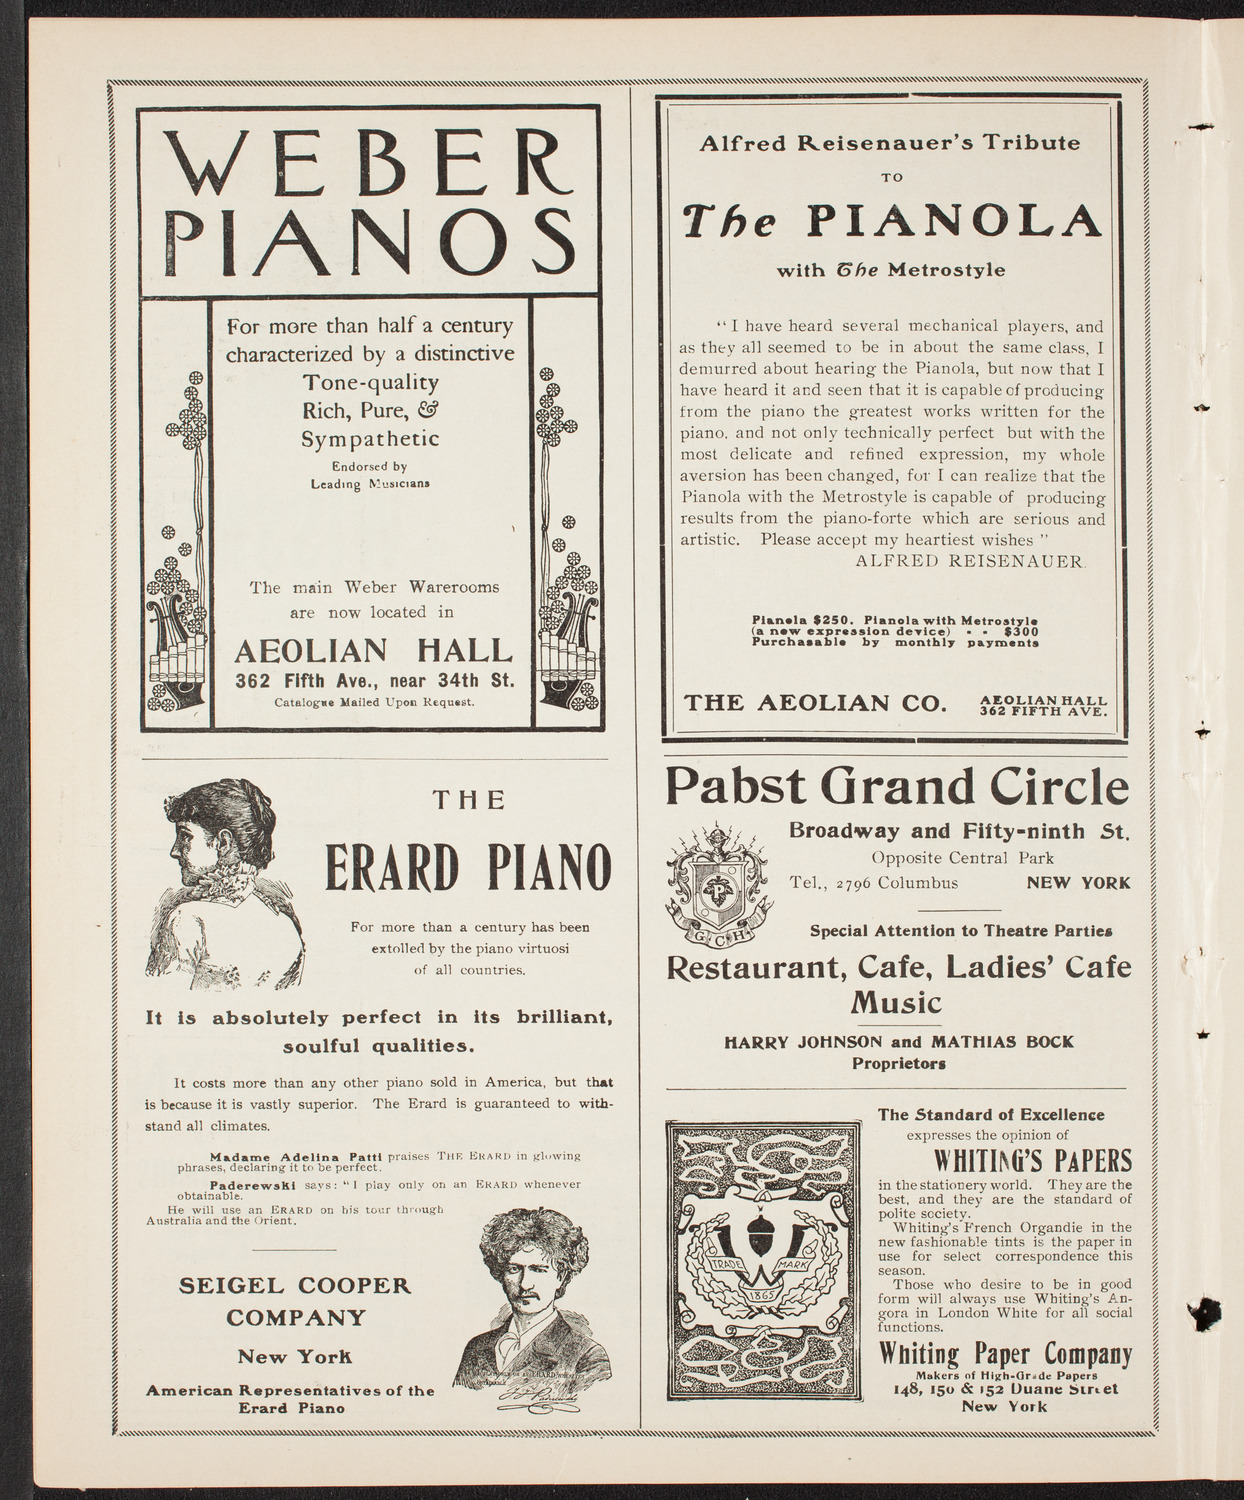 WEBER
PIANOS
For more than half a century
characterized by a distinctive
Tone-quality
Rich, Pure, &
Sympathetic
Endorsed by
Leading Musicians
The main Weber Warerooms
are now located in
AEOLIAN HALL
362 Fifth Ave., near 34th St.
Catalogue Mailed Upon Request.
THE
ERARD PIANO
For more than a century has been
extolled by the piano virtuosi
of all countries.
It is absolutely perfect in its brilliant,
soulful qualities.
It costs more than any other piano sold in America, but that
is because it is vastly superior. The Erard is guaranteed to with-
stand all climates.
Madame Adelina Patti praises THE ERARD in glowing
phrases, declaring it to be perfect.
Paderewski says: "I play only on an ERARD whenever
obtainable.
He will use an ERARD on his tour through
Australia and the Orient.
SEIGEL COOPER
COMPANY
New York
American Representatives of the
Erard Piano
Alfred Reisenauer's Tribute
TO
The PIANOLA
with The Metrostyle
"I have heard several mechanical players, and
as they all seemed to be in about the same class, I
demurred about hearing the Pianola, but now that I
have heard it and seen that it is capable of producing
from the piano the greatest works written for the
piano, and not only technically perfect but with the
most delicate and refined expression, my whole
aversion has been changed, for I can realize that the
Pianola with the Metrostyle is capable of producing
results from the piano-forte which are serious and
artistic. Please accept my heartiest wishes"
ALFRED REISENAUER.
Pianola $250. Pianola with Metrostyle
(a new expression device) - - $300
Purchasable by monthly payments
THE AEOLIAN CO. AEOLIAN HALL
362 FIFTH AVE.
Pabst Grand Circle
Broadway and Fifty-ninth St.
Opposite Central Park
Tel., 2796 Columbus NEW YORK
P
G C H
Special Attention to Theatre Parties
Restaurant, Cafe, Ladies' Cafe
Music
HARRY JOHNSON and MATHIAS BOCK
Proprietors
TRADE MARK
W
1865
The Standard of Excellence
expresses the opinion of
WHITING'S PAPERS
in the stationery world. They are the
best, and they are the standard of
polite society.
Whiting's French Organdie in the
new fashionable tints is the paper in
use for select correspondence this
season.
Those who desire to be in good
form will always use Whiting's An-
gora in London White for all social
functions.
Whiting Paper Company
Makers of High-Grade Papers
148, 150 & 152 Duane Street
New York